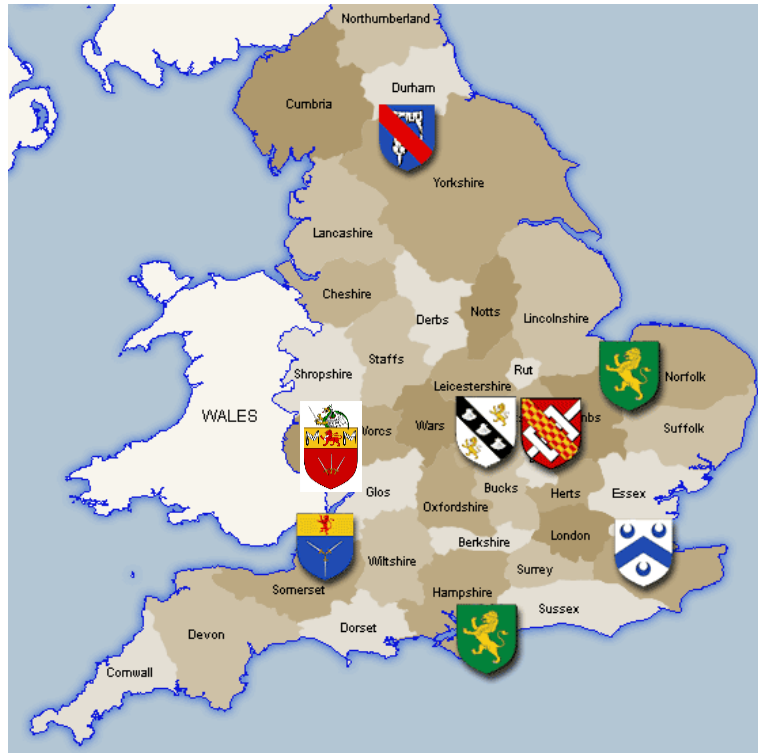 Northumberland
Durham
Cumbria
Yorkshire
Lancashire
Cheshire
Derbs
Notts
Lincolnshire
Staffs
Shropshire
Rut
Leicestershire
Norfolk
WALES
Worcs
Wars
Suffolk
Glos
Bucks
Herts
Essex
Oxfordshire
London
Berkshire
Wiltshire
Surrey
Somerset
Hampshire
Sussex
Devon
Dorset
Cornwall